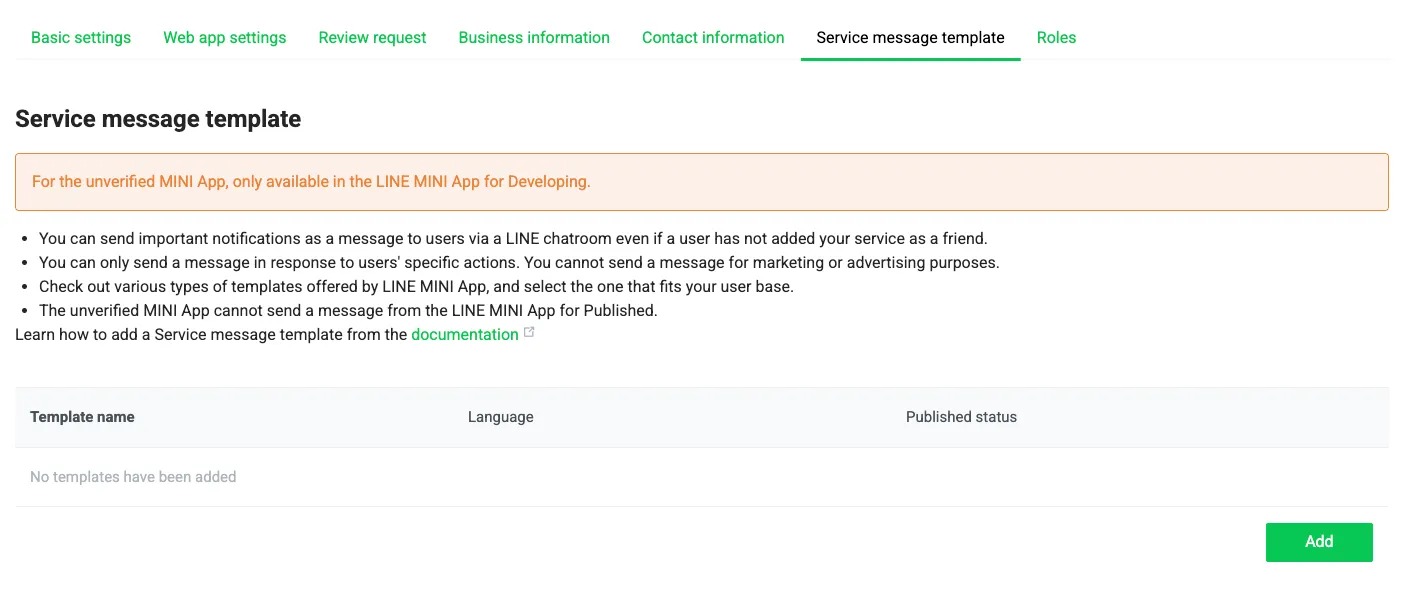 Basic settings Web app settings Review request Business information Contact information Service message template Roles
Service message template
For the unverified MINI App, only available in the LINE MINI App for Developing.
You can send important notifications as a message to users via a LINE chatroom even if a user has not added your service as a friend.
You can only send a message in response to users' specific actions. You cannot send a message for marketing or advertising purposes.
Check out various types of templates offered by LINE MINI App, and select the one that fits your user base.
The unverified MINI App cannot send a message from the LINE MINI App for Published.
Learn how to add a Service message template from the documentation
Template name Language Published status
No templates have been added
Add